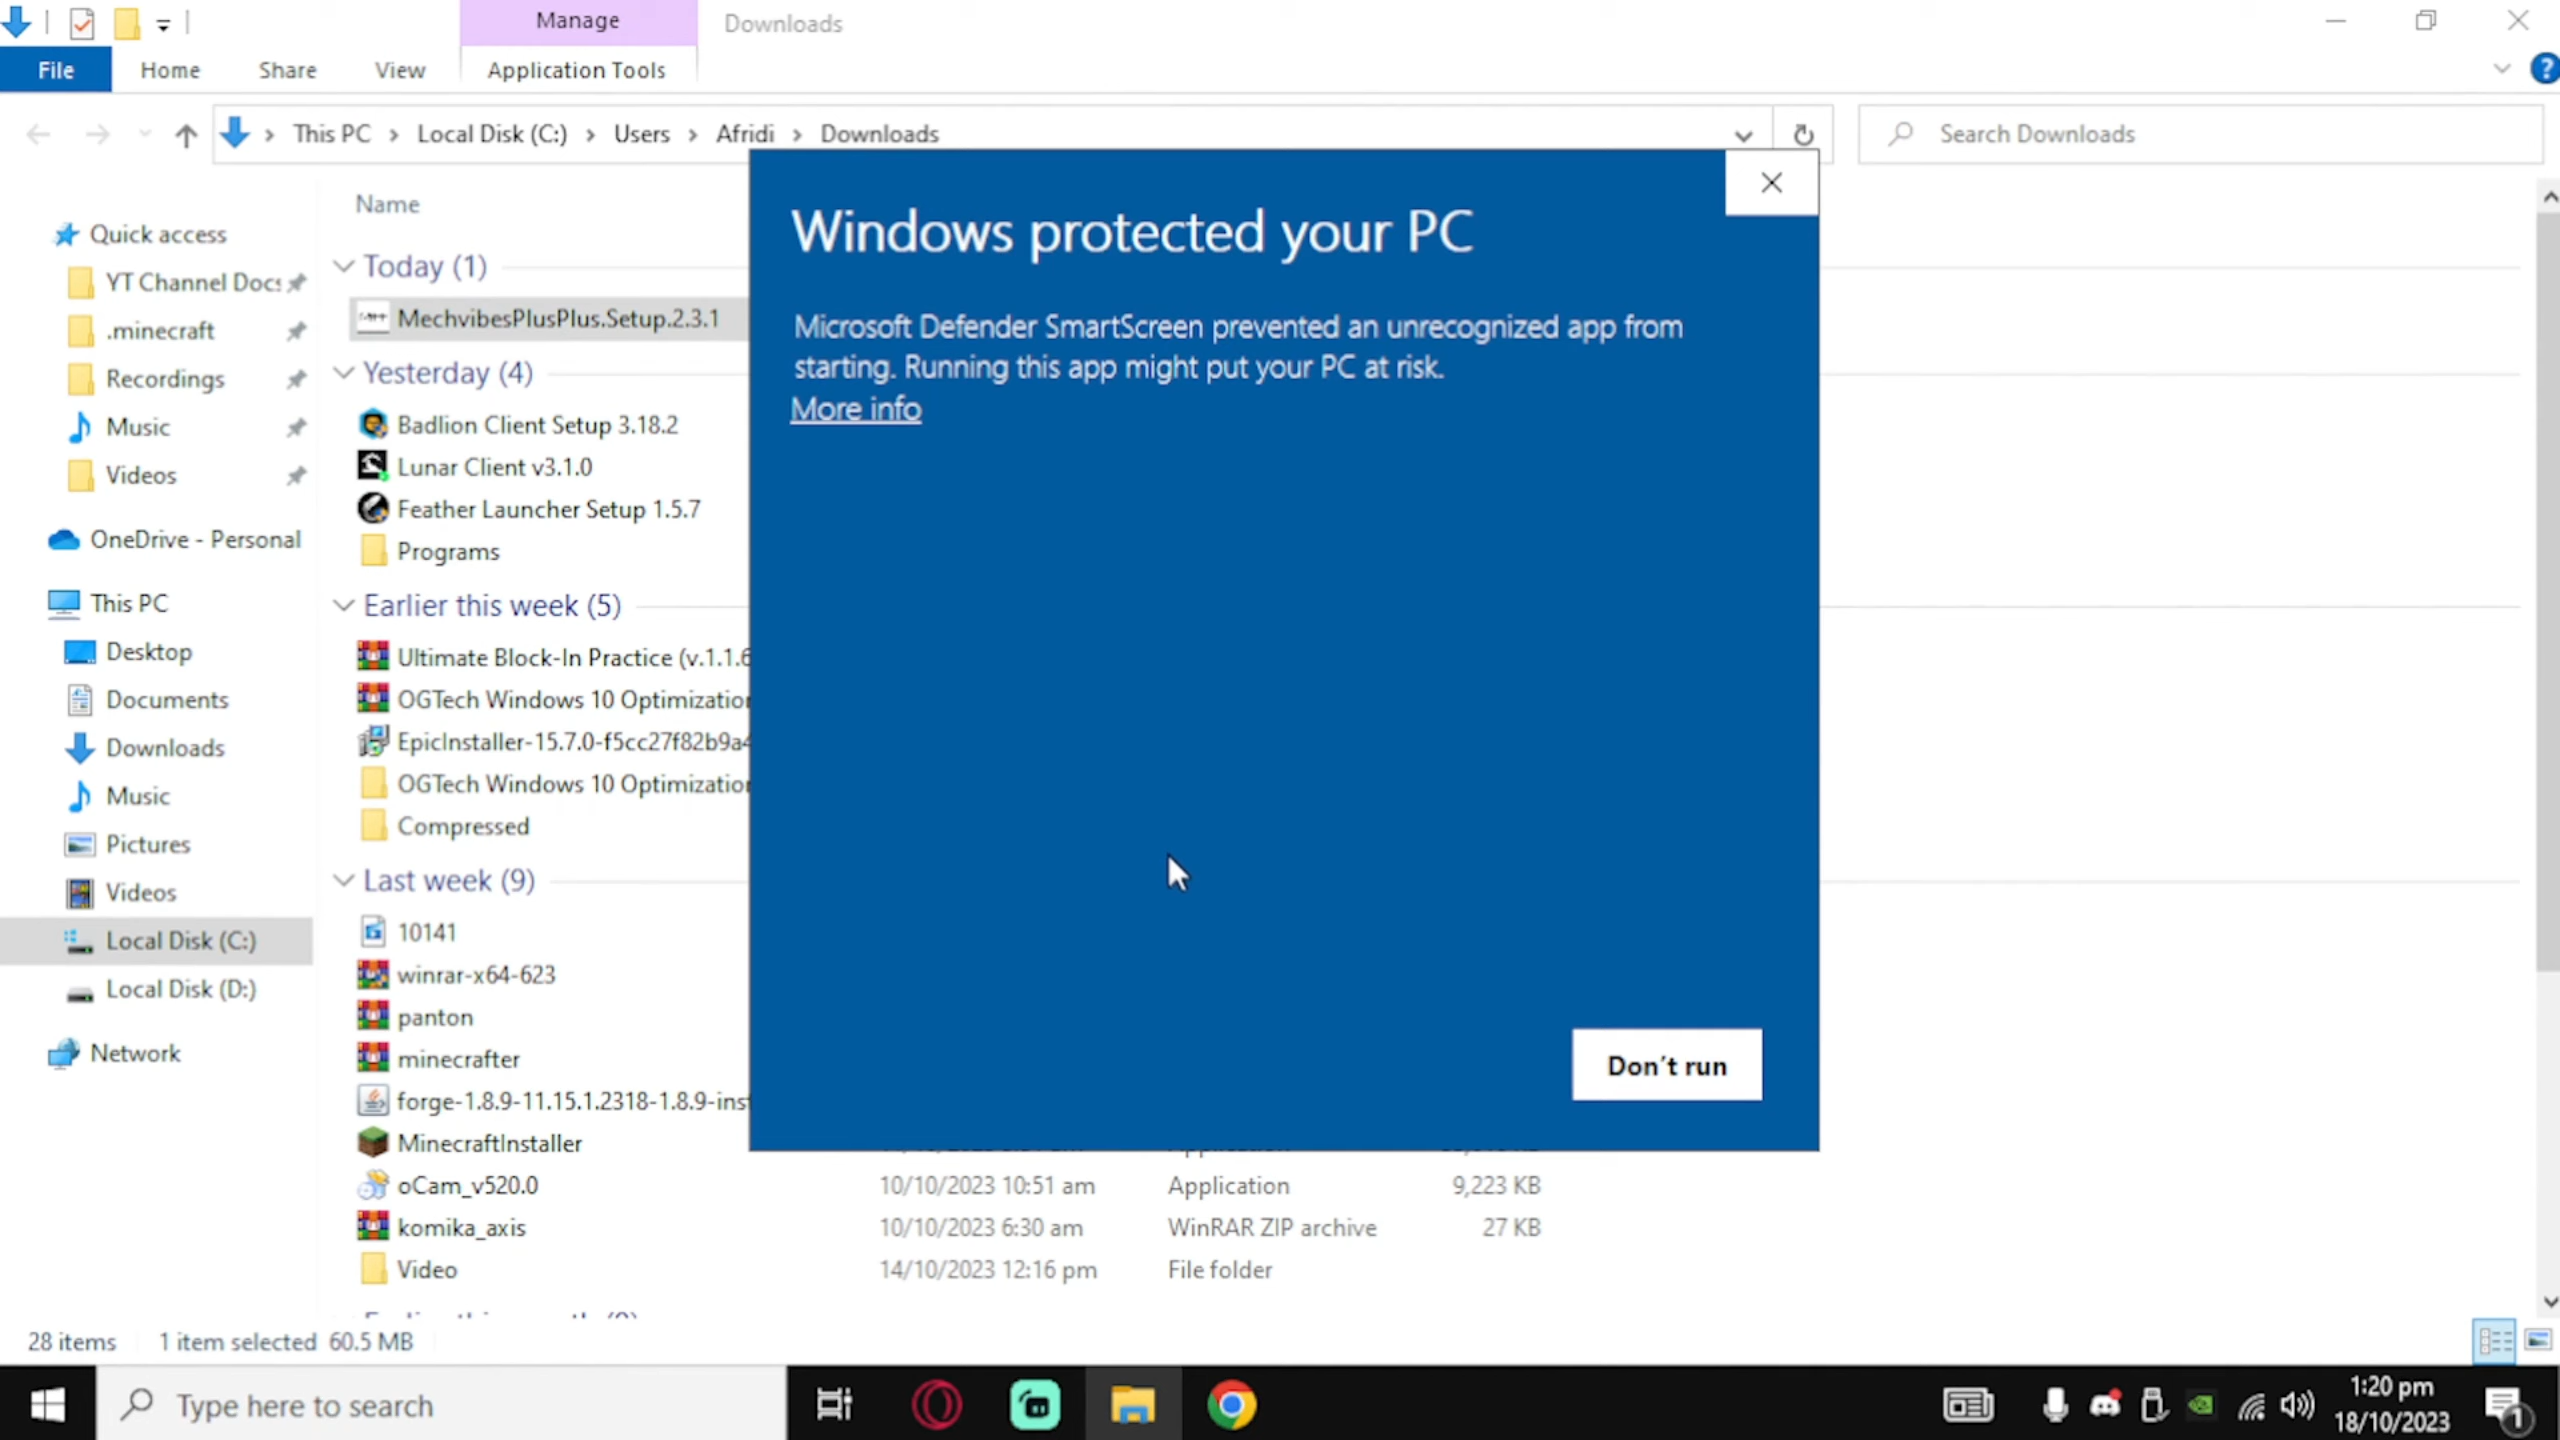 Manage
Downloads
File
Home
Share
View
Application Tools
This PC
Local Disk (C:)
Users
Afridi
Downloads
Search Downloads
Name
Quick access
YT Channel Docs
.minecraft
Recordings
Music
Videos
OneDrive - Personal
This PC
Desktop
Documents
Downloads
Music
Pictures
Videos
Local Disk (C:)
Local Disk (D:)
Network
Today (1)
MechvibesPlusPlus.Setup.2.3.1
Yesterday (4)
Badlion Client Setup 3.18.2
Lunar Client v3.1.0
Feather Launcher Setup 1.5.7
Programs
Earlier this week (5)
Ultimate Block-In Practice (v.1.1.6
OGTech Windows 10 Optimization
EpicInstaller-15.7.0-f5cc27f82b9a4
OGTech Windows 10 Optimization
Compressed
Last week (9)
10141
winrar-x64-623
panton
minecrafter
forge-1.8.9-11.15.1.2318-1.8.9-inst
MinecraftInstaller
oCam_v520.0 10/10/2023 10:51 am Application 9,223 KB
komika_axis 10/10/2023 6:30 am WinRAR ZIP archive 27 KB
Video 14/10/2023 12:16 pm File folder
Windows protected your PC
Microsoft Defender SmartScreen prevented an unrecognized app from
starting. Running this app might put your PC at risk.
More info
Don't run
28 items 1 item selected 60.5 MB
Type here to search
1:20 pm
18/10/2023
1